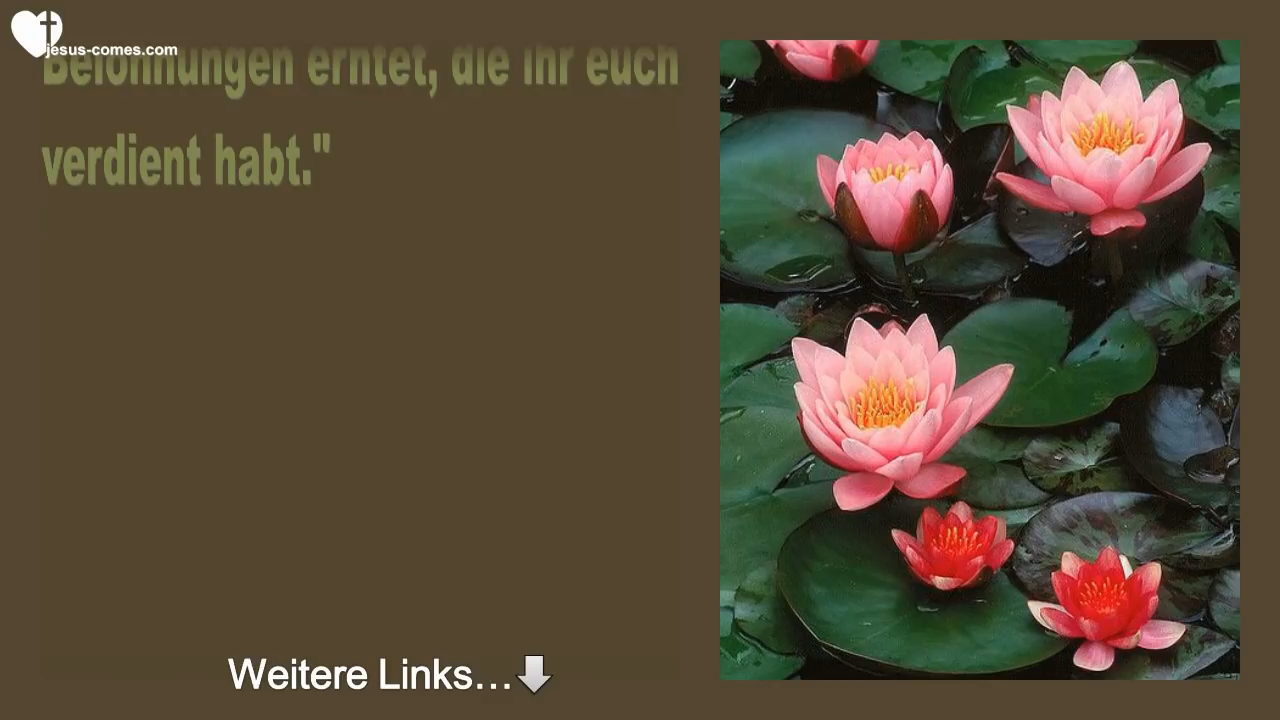 jesus-comes.com
Belohnungen erntet, die ihr euch
verdient habt."
Weitere Links...